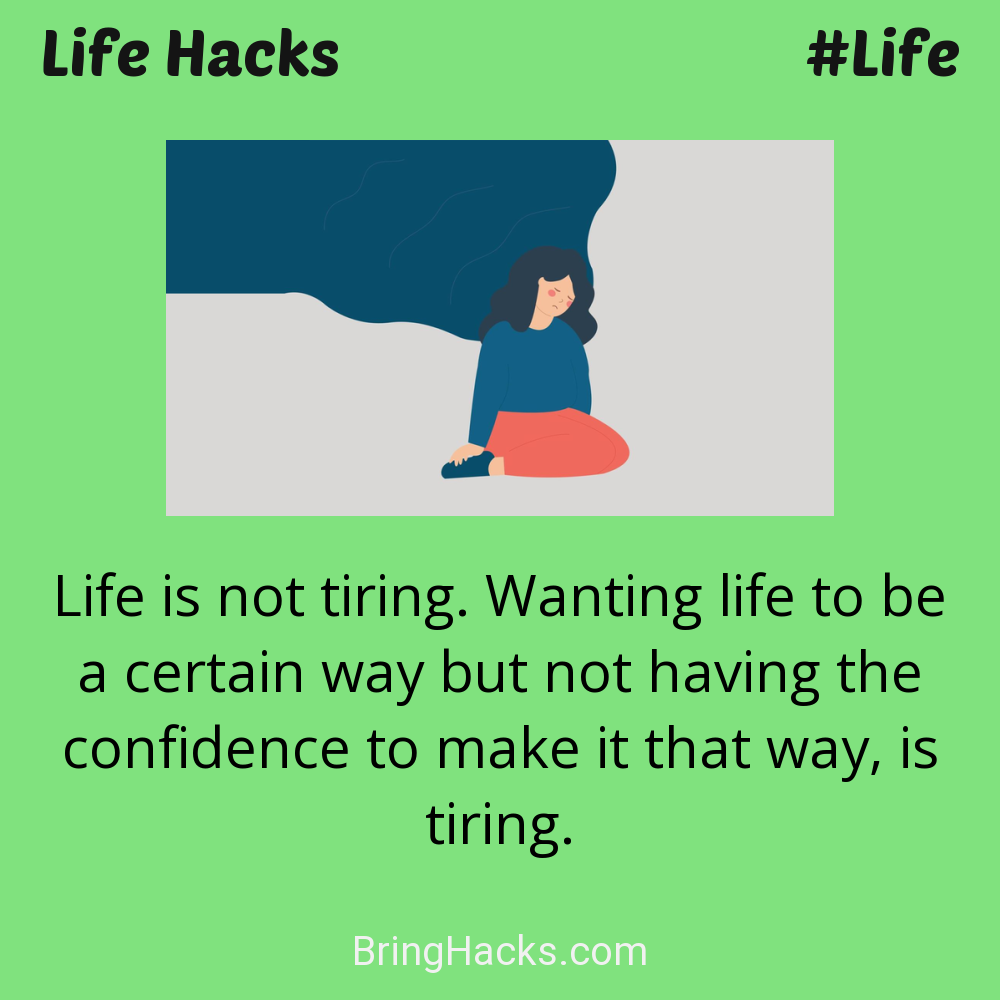 Life Hacks
#Life
Life is not tiring. Wanting life to be
a certain way but not having the
confidence to make it that way, is
tiring.
BringHacks.com